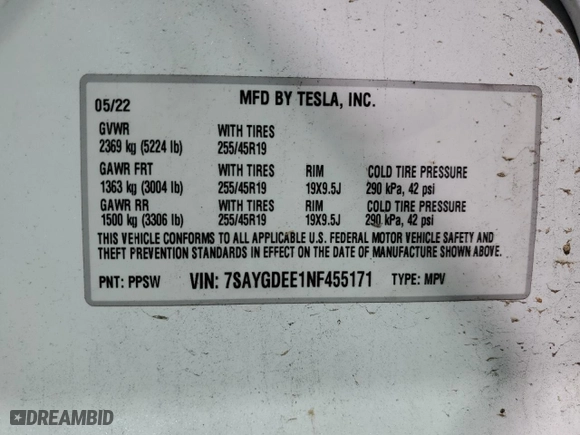 05/22 MFD BY TESLA, INC.
GVWR WITH TIRES
2369 kg (5224 lb) 255/45R19
GAWR FRT WITH TIRES RIM COLD TIRE PRESSURE
1363 kg (3004 lb) 255/45R19 19X9.5J 290 kPa, 42 psi
GAWR RR WITH TIRES RIM COLD TIRE PRESSURE
1500 kg (3306 lb) 255/45R19 19X9.5J 290 kPa, 42 psi
THIS VEHICLE CONFORMS TO ALL APPLICABLE U.S. FEDERAL MOTOR VEHICLE SAFETY AND
THEFT PREVENTION STANDARDS IN EFFECT ON THE DATE OF MANUFACTURE SHOWN ABOVE.
PNT: PPSW VIN: 7SAYGDEE1NF455171 TYPE: MPV
DREAMBID